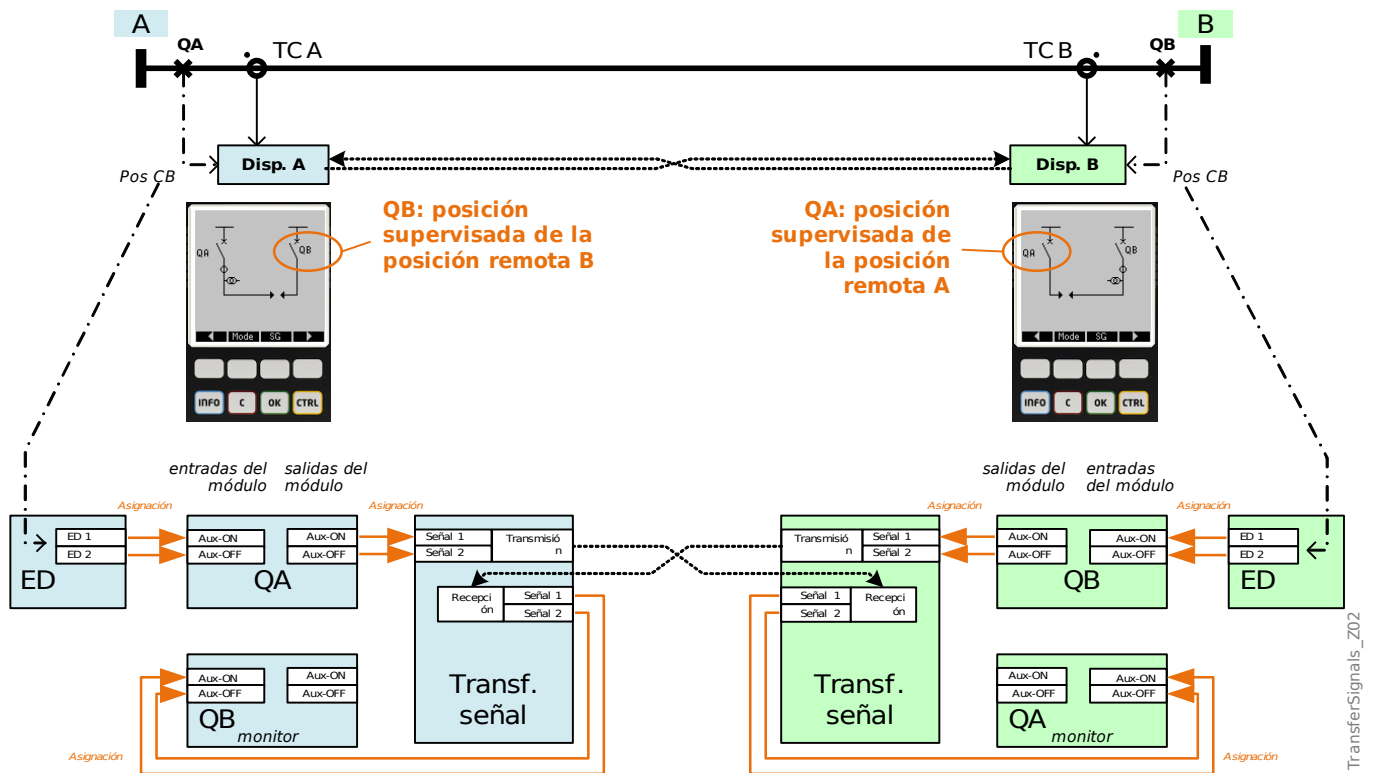 A
B
QA
TC A
TC B
QB
Disp. A
Disp. B
Pos CB
Pos CB
QB: posición
supervisada de la
posición remota B
QA: posición
supervisada de
la posición
remota A
QA
QB
Mode
SG
INFO
C
OK
CTRL
QA
QB
Mode
SG
INFO
C
OK
CTRL
entradas del
módulo
salidas del
módulo
salidas del
módulo
entradas
del módulo
Asignación
Asignación
Asignación
Asignación
ED 1
ED 2
ED
Aux-ON
Aux-OFF
Aux-ON
Aux-OFF
QA
Señal 1
Señal 2
Transmisió
n
Recepci
ón
Señal 1
Señal 2
Transf.
señal
Transmisió
n
Señal 1
Señal 2
Señal 1
Señal 2
Recepci
ón
Transf.
señal
Aux-ON
Aux-OFF
Aux-ON
Aux-OFF
QB
ED 1
ED 2
ED
Aux-ON
Aux-OFF
Aux-ON
Aux-OFF
QB
monitor
Aux-ON
Aux-OFF
Aux-ON
Aux-OFF
QA
monitor
Asignación
Asignación
TransferSignals_Z02